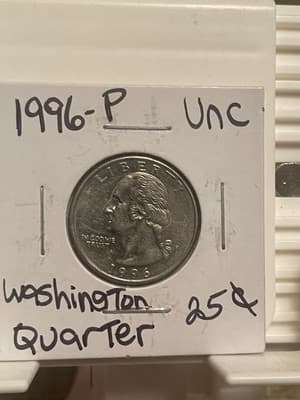 1996-P UNC
LIBERTY
IN GOD WE
TRUST
1996
Washington 25¢
Quarter